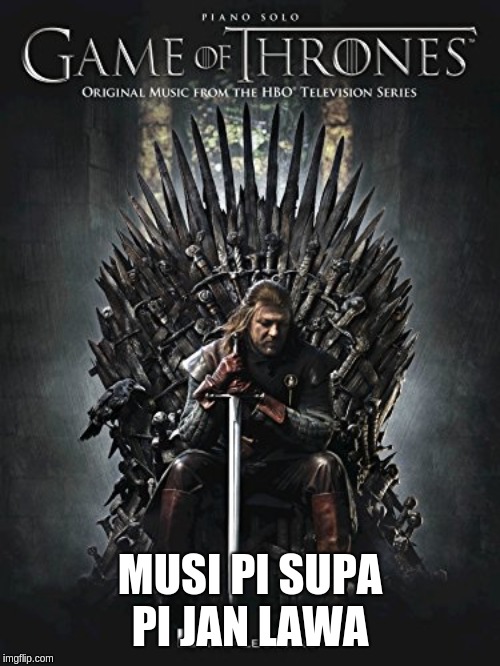 PIANO SOLO
GAME OF THRONES™
ORIGINAL MUSIC FROM THE HBO® TELEVISION SERIES
MUSI PI SUPA
PI JAN LAWA
imgflip.com